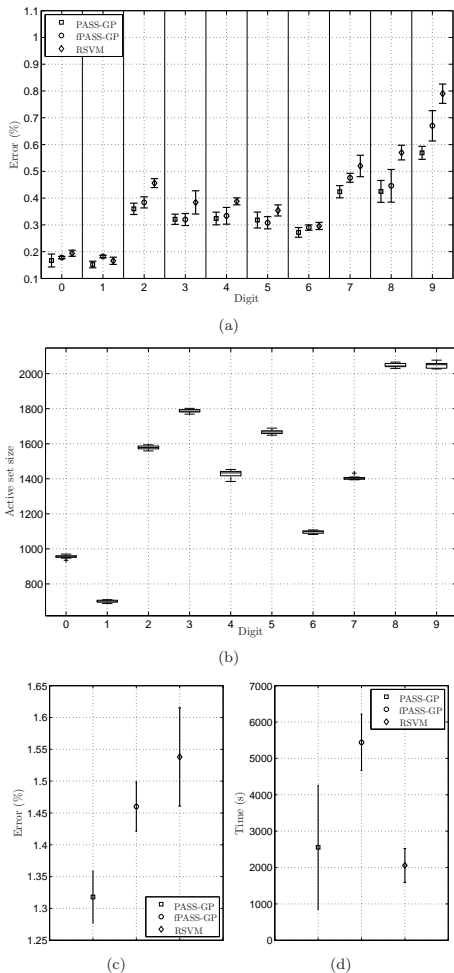 1.1
1
0.9
0.8
0.7
0.6
0.5
0.4
0.3
0.2
0.1
Error (%)
PASS-GP
fPASS-GP
RSVM
0 1 2 3 4 5 6 7 8 9
Digit
(a)
2000
1800
1600
1400
1200
1000
800
Active set size
0 1 2 3 4 5 6 7 8 9
Digit
(b)
1.65
1.6
1.55
1.5
1.45
1.4
1.35
1.3
1.25
Error (%)
PASS-GP
fPASS-GP
RSVM
(c)
7000
6000
5000
4000
3000
2000
1000
0
Time (s)
PASS-GP
fPASS-GP
RSVM
(d)